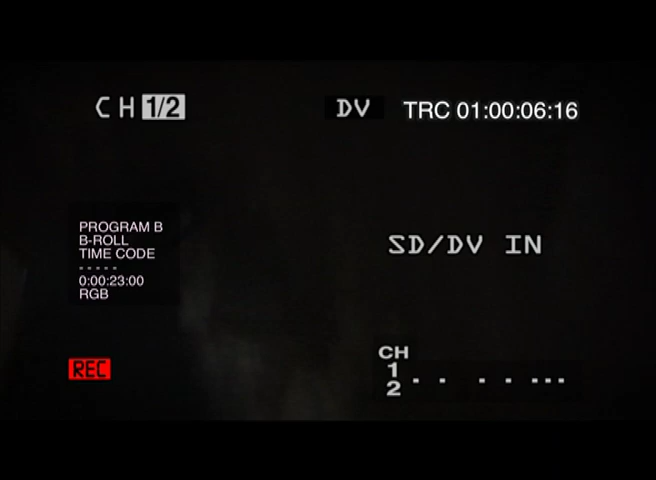 CH 1/2
DV
TRC 01:00:06:16
PROGRAM B
B-ROLL
TIME CODE
-----
0:00:23:00
RGB
SD/DV IN
REC
CH
1
2